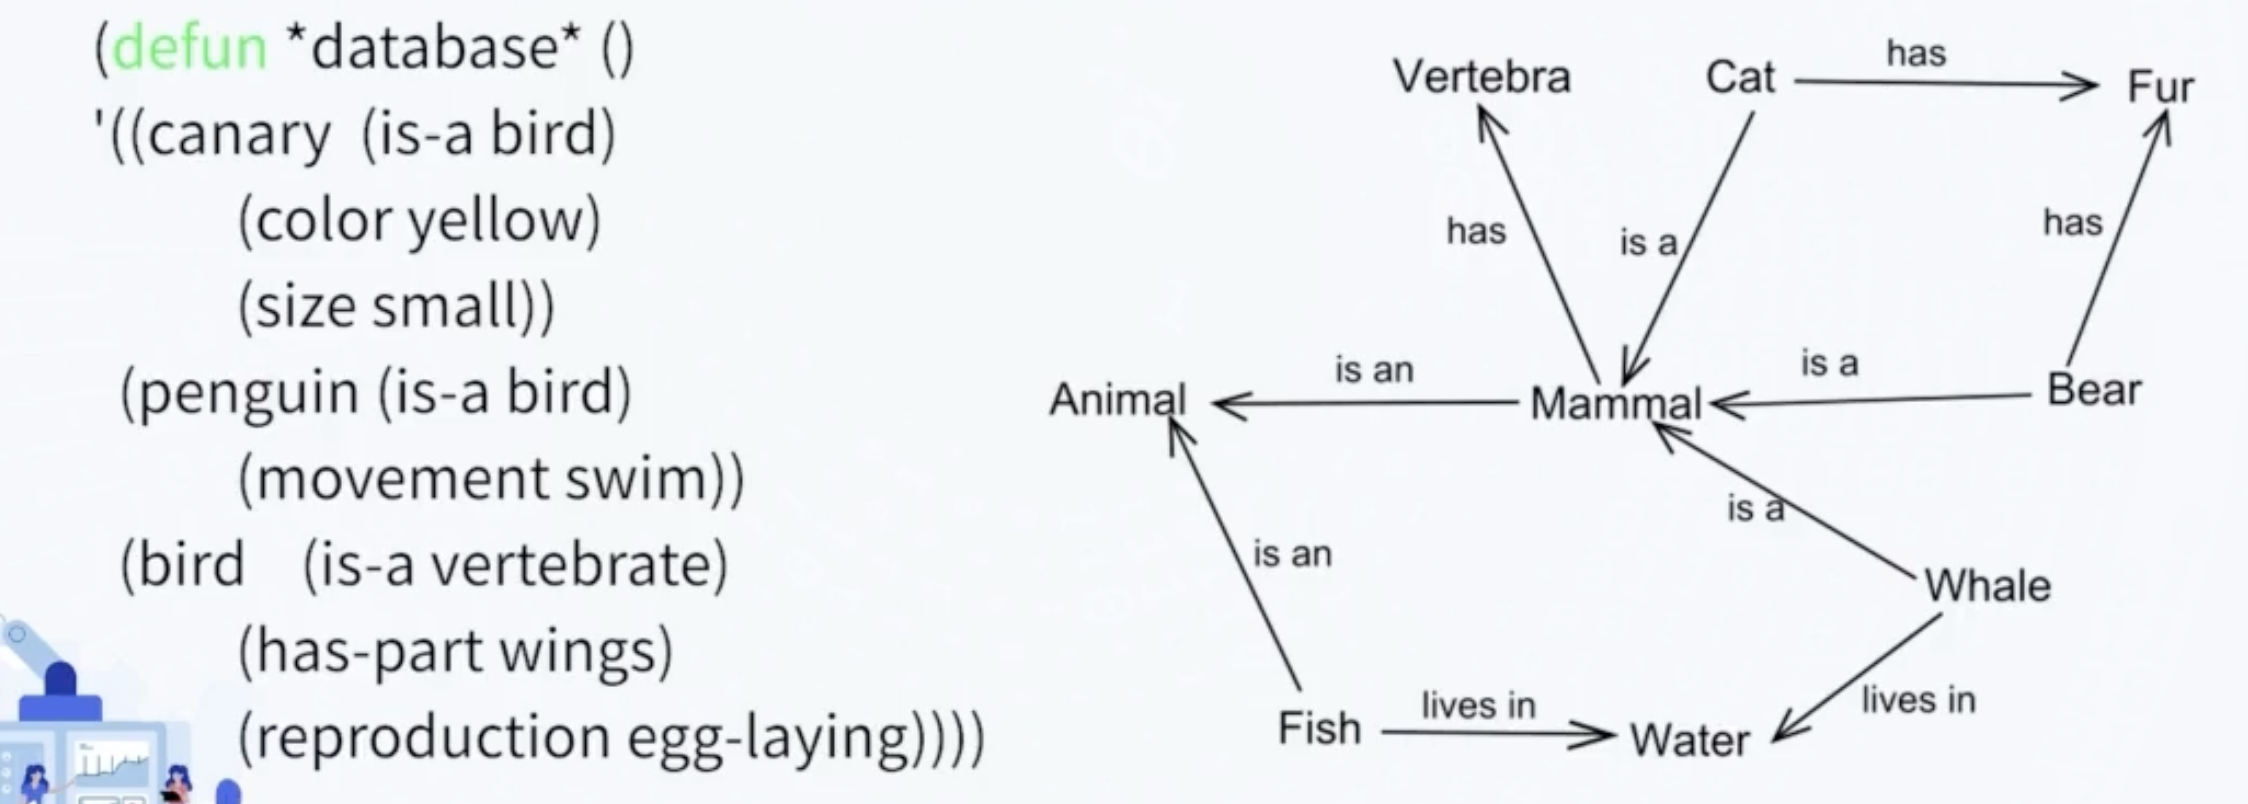 (defun *database* ()
'((canary (is-a bird)
(color yellow)
(size small))
(penguin (is-a bird)
(movement swim))
(bird (is-a vertebrate)
(has-part wings)
(reproduction egg-laying))))
Vertebra
Cat
has
Fur
has
is a
has
Animal
is an
Mammal
is a
Bear
is an
is a
Whale
Fish
lives in
Water
lives in